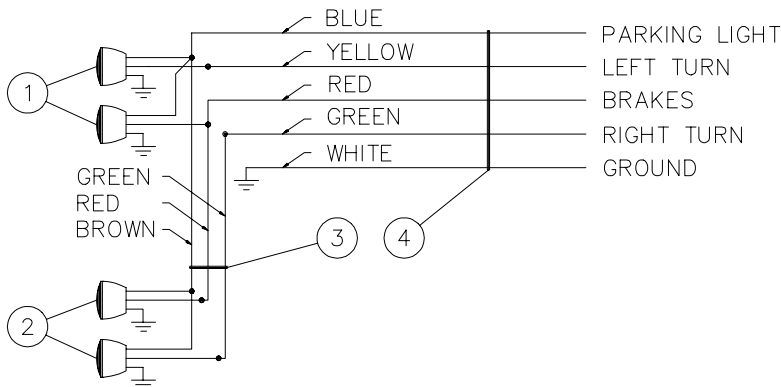 BLUE
PARKING LIGHT
YELLOW
LEFT TURN
RED
BRAKES
GREEN
RIGHT TURN
WHITE
GROUND
1
GREEN
RED
BROWN
3
4
2